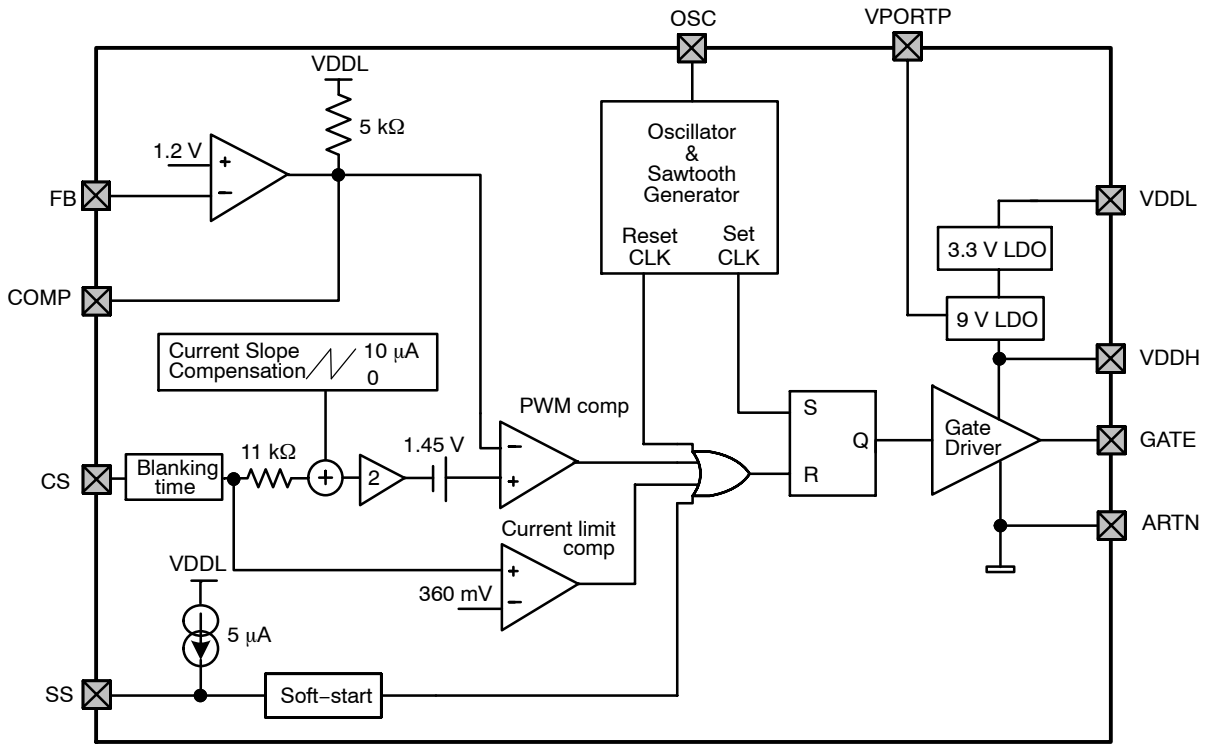 OSC
VPORTP
VDDL
5 kΩ
1.2 V
+
−
FB
COMP
Oscillator
&
Sawtooth
Generator
Reset
CLK
Set
CLK
VDDL
3.3 V LDO
9 V LDO
VDDH
Current Slope
Compensation
10 μA
0
PWM comp
1.45 V
−
+
11 kΩ
CS
Blanking
time
+
2
S
Q
R
Gate
Driver
GATE
ARTN
Current limit
comp
+
360 mV
−
VDDL
5 μA
SS
Soft−start